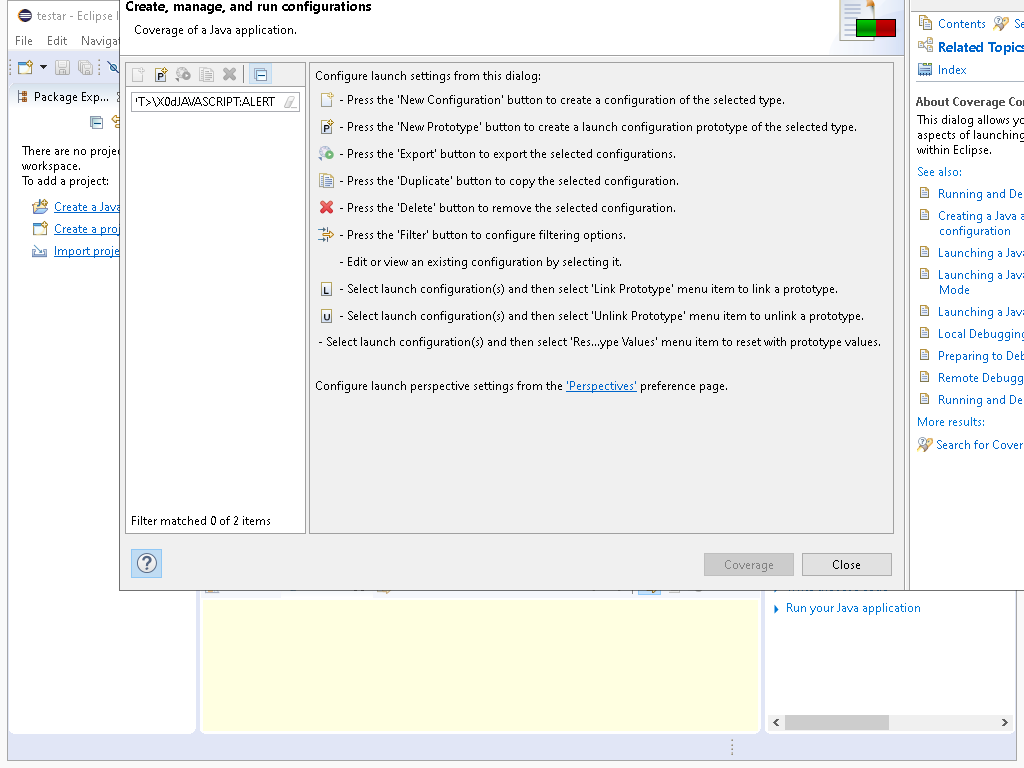 testar - Eclipse I
File Edit Navigat
Package Exp...
There are no proje
workspace.
To add a project:
Create a Java
Create a proj
Import proje
Create, manage, and run configurations
Coverage of a Java application.
'T>\X0dJAVASCRIPT:ALERT
Filter matched 0 of 2 items
Configure launch settings from this dialog:
- Press the 'New Configuration' button to create a configuration of the selected type.
- Press the 'New Prototype' button to create a launch configuration prototype of the selected type.
- Press the 'Export' button to export the selected configurations.
- Press the 'Duplicate' button to copy the selected configuration.
- Press the 'Delete' button to remove the selected configuration.
- Press the 'Filter' button to configure filtering options.
- Edit or view an existing configuration by selecting it.
L - Select launch configuration(s) and then select 'Link Prototype' menu item to link a prototype.
U - Select launch configuration(s) and then select 'Unlink Prototype' menu item to unlink a prototype.
- Select launch configuration(s) and then select 'Res...ype Values' menu item to reset with prototype values.
Configure launch perspective settings from the 'Perspectives' preference page.
Coverage Close
Contents Se
Related Topics
Index
About Coverage Co
This dialog allows yo
aspects of launching
within Eclipse.
See also:
Running and De
Creating a Java a
configuration
Launching a Java
Launching a Java
Mode
Launching a Java
Local Debugging
Preparing to Deb
Remote Debugg
Running and De
More results:
Search for Cover
Run your Java application